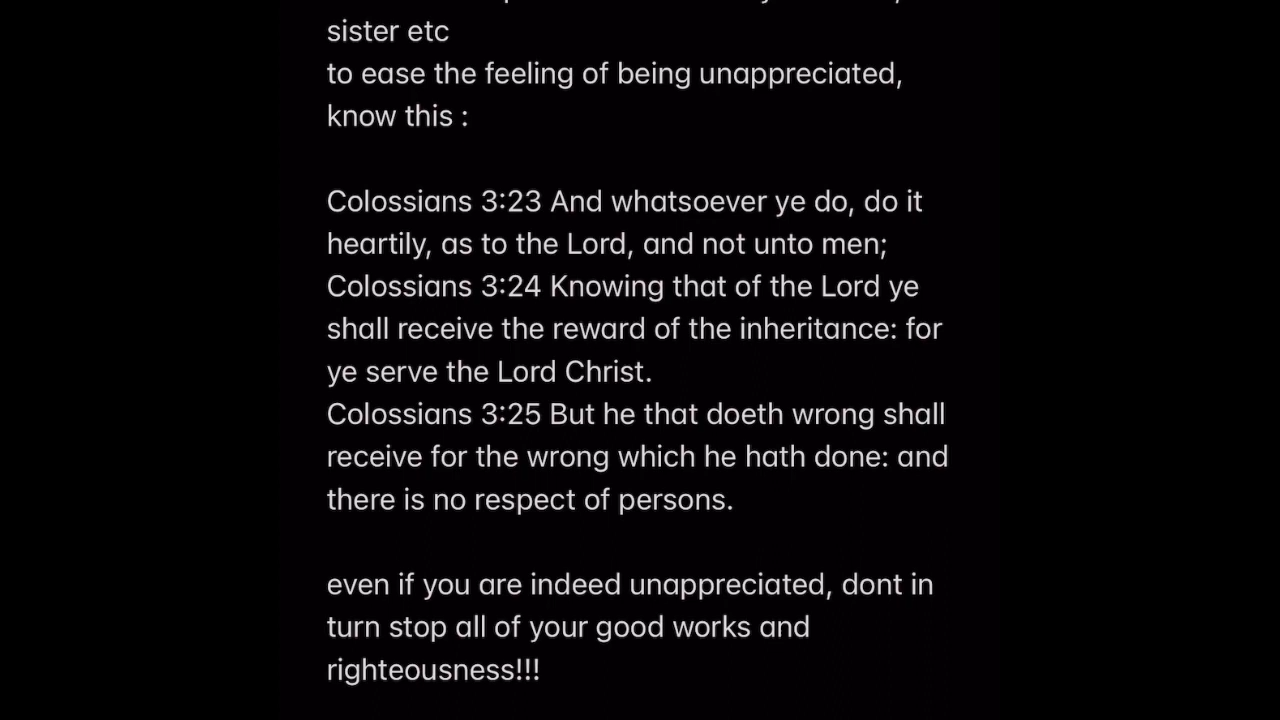 sister etc
to ease the feeling of being unappreciated,
know this :
Colossians 3:23 And whatsoever ye do, do it
heartily, as to the Lord, and not unto men;
Colossians 3:24 Knowing that of the Lord ye
shall receive the reward of the inheritance: for
ye serve the Lord Christ.
Colossians 3:25 But he that doeth wrong shall
receive for the wrong which he hath done: and
there is no respect of persons.
even if you are indeed unappreciated, dont in
turn stop all of your good works and
righteousness!!!